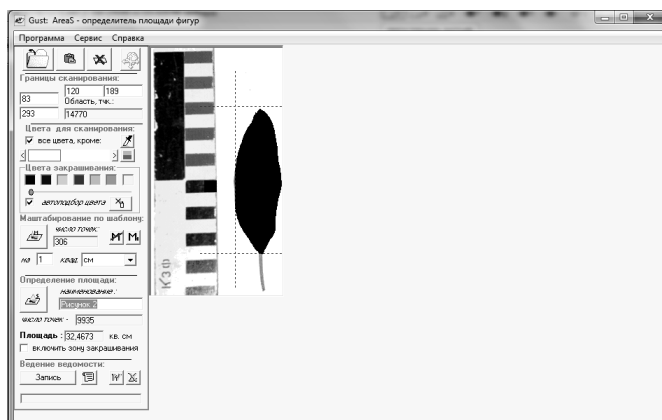 Gust: AreaS - определитель площади фигур
Программа Сервис Справка
Границы сканирования:
120 189
83 Область, тчк.:
293 14770
Цвета для сканирования:
все цвета, кроме:
Цвета закрашивания:
автоподбор цвета
Маштабирование по шаблону:
число точек:
306
на 1 квад. см
Определение площади:
наименование:
Рисунок 2
число точек - 9935
Площадь : 32,4673 кв. см
включить зону закрашивания
Ведение ведомости:
Запись
КЗФ